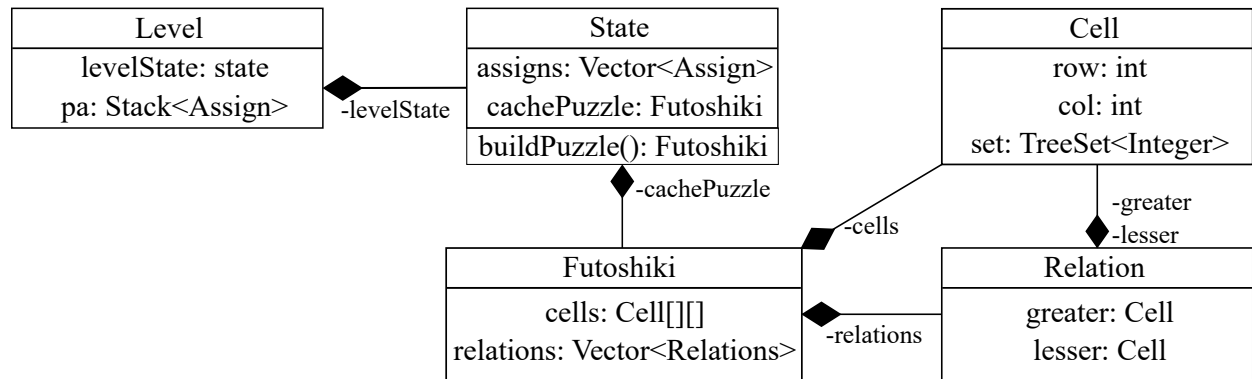 Level
levelState: state
pa: Stack<Assign>
-levelState
State
assigns: Vector<Assign>
cachePuzzle: Futoshiki
buildPuzzle(): Futoshiki
-cachePuzzle
Cell
row: int
col: int
set: TreeSet<Integer>
-cells
-greater
-lesser
Futoshiki
cells: Cell[][]
relations: Vector<Relations>
-relations
Relation
greater: Cell
lesser: Cell